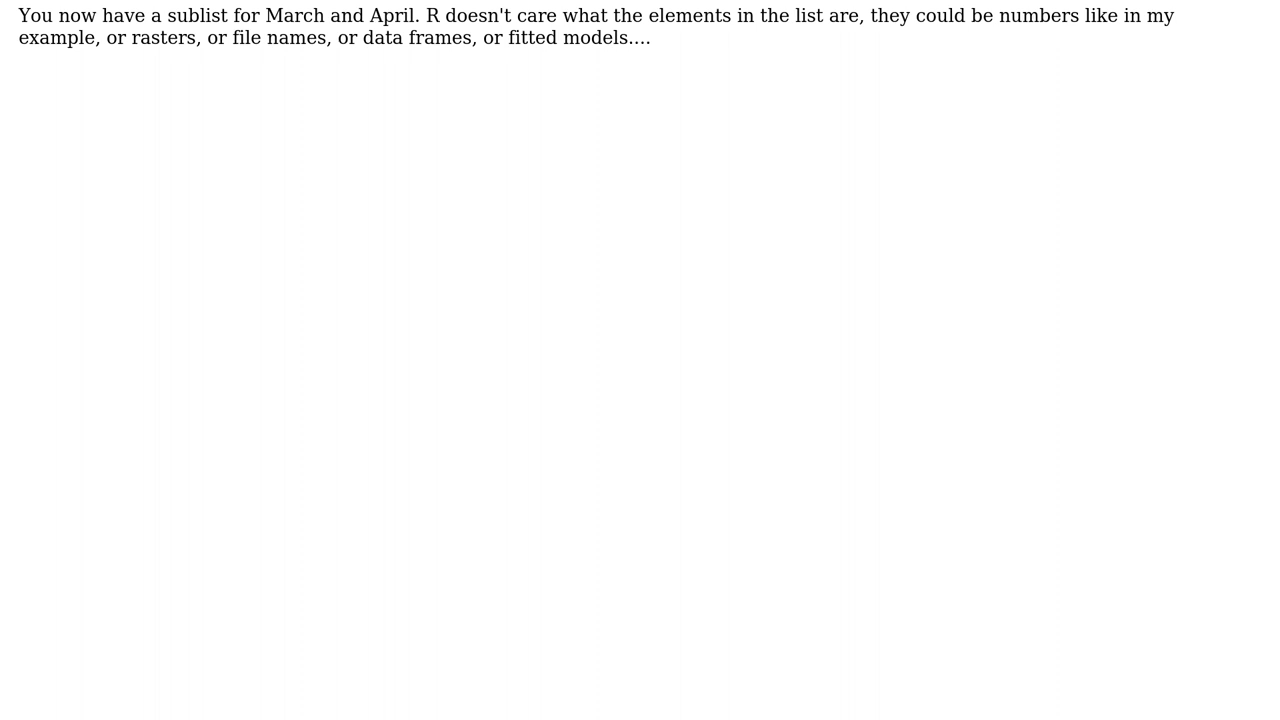 You now have a sublist for March and April. R doesn't care what the elements in the list are, they could be numbers like in my
example, or rasters, or file names, or data frames, or fitted models....